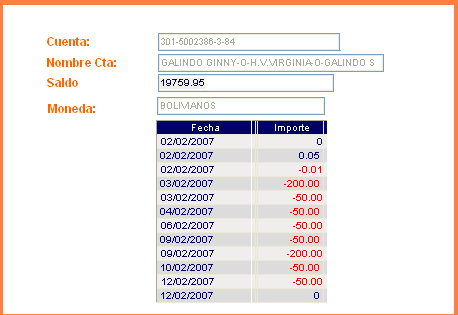 Cuenta: 301-5002386-3-84
Nombre Cta: GALINDO GINNY-O-H.V.VIRGINIA-O-GALINDO S
Saldo 19759.95
Moneda: BOLIVIANOS
Fecha Importe
02/02/2007 0
02/02/2007 0.05
02/02/2007 -0.01
03/02/2007 -200.00
03/02/2007 -50.00
04/02/2007 -50.00
06/02/2007 -50.00
09/02/2007 -50.00
09/02/2007 -200.00
10/02/2007 -50.00
12/02/2007 -50.00
12/02/2007 0